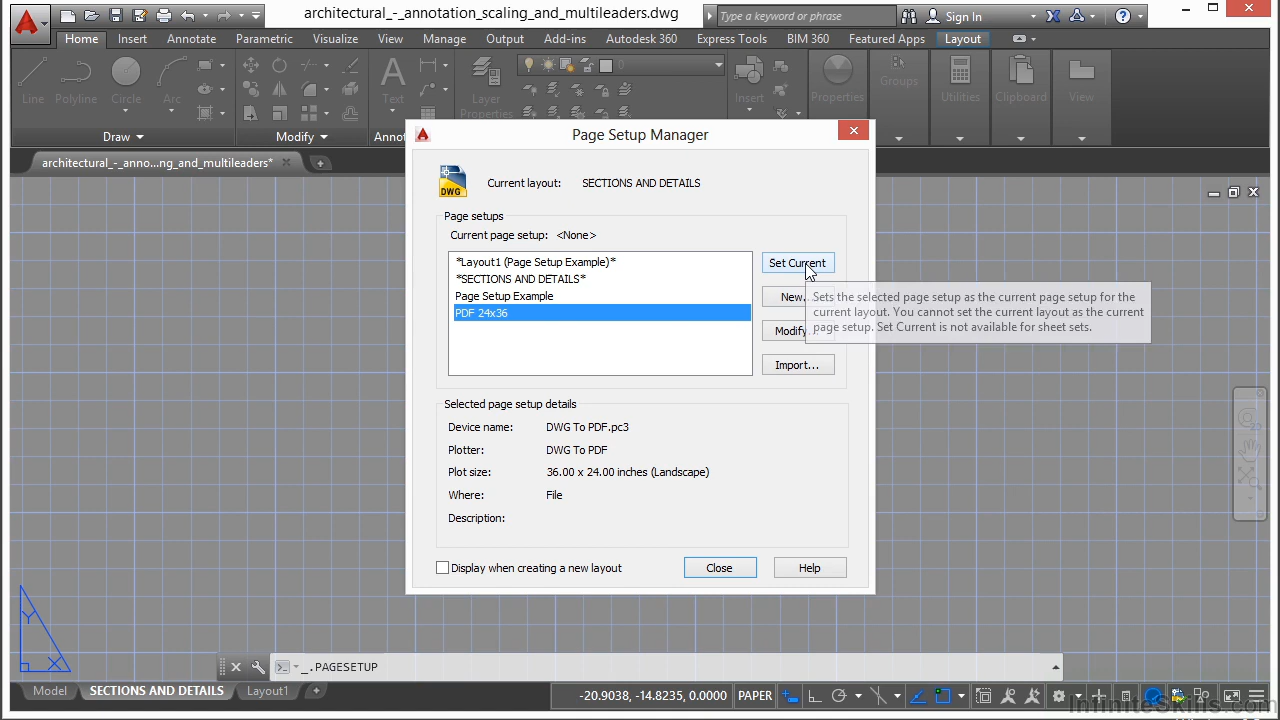 architectural_-_annotation_scaling_and_multileaders.dwg
Type a keyword or phrase
Sign In
Home Insert Annotate Parametric Visualize View Manage Output Add-ins Autodesk 360 Express Tools BIM 360 Featured Apps Layout
Line Polyline Circle Arc Text Layer Properties 0 Insert Properties Groups Utilities Clipboard View
Draw Modify Annot
architectural_-_anno...ng_and_multileaders*
Page Setup Manager
DWG
Current layout: SECTIONS AND DETAILS
Page setups
Current page setup: <None>
*Layout1 (Page Setup Example)*
*SECTIONS AND DETAILS*
Page Setup Example
PDF 24x36
Set Current
New..
Modify
Import...
Sets the selected page setup as the current page setup for the
current layout. You cannot set the current layout as the current
page setup. Set Current is not available for sheet sets.
Selected page setup details
Device name: DWG To PDF.pc3
Plotter: DWG To PDF
Plot size: 36.00 x 24.00 inches (Landscape)
Where: File
Description:
Display when creating a new layout
Close
Help
Y
X
_.PAGESETUP
Model SECTIONS AND DETAILS Layout1
-20.9038, -14.8235, 0.0000 PAPER
InfiniteSkills.com